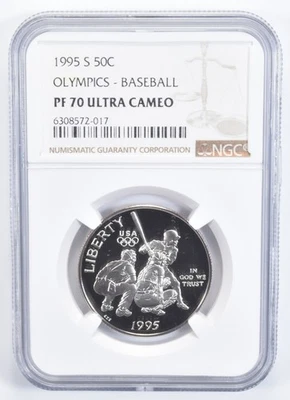 1995 S 50C
OLYMPICS - BASEBALL
PF 70 ULTRA CAMEO
6308572-017
NUMISMATIC GUARANTY CORPORATION
NGC
LIBERTY
USA
IN
GOD WE
TRUST
1995